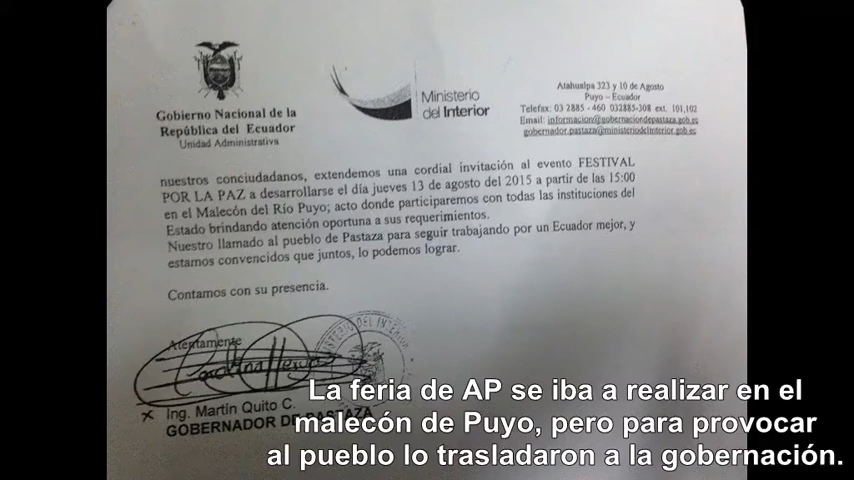 Gobierno Nacional de la
República del Ecuador
Unidad Administrativa
Ministerio
del Interior
Atahualpa 323 y 10 de Agosto
Puyo – Ecuador
Telefax: 03 2885 - 460 032885-308 ext. 101,102
Email: informacion@gobernaciondepastaza.gob.ec
gobernador.pastaza@ministeriodelinterior.gob.ec
nuestros conciudadanos, extendemos una cordial invitación al evento FESTIVAL
POR LA PAZ a desarrollarse el día jueves 13 de agosto del 2015 a partir de las 15:00
en el Malecón del Río Puyo; acto donde participaremos con todas las instituciones del
Estado brindando atención oportuna a sus requerimientos.
Nuestro llamado al pueblo de Pastaza para seguir trabajando por un Ecuador mejor, y
estamos convencidos que juntos, lo podemos lograr.
Contamos con su presencia.
Atentamente
Ing. Martín Quito C.
GOBERNADOR DE PASTAZA
La feria de AP se iba a realizar en el
malecón de Puyo, pero para provocar
al pueblo lo trasladaron a la gobernación.